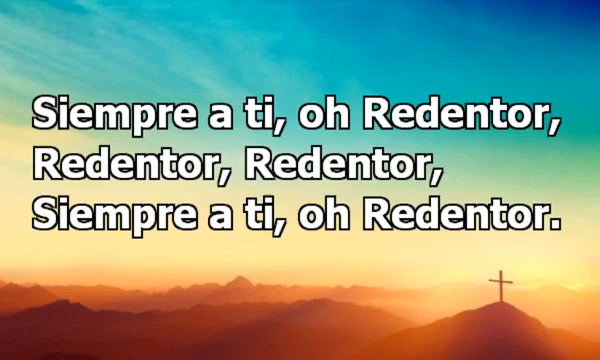 Siempre a ti, oh Redentor,
Redentor, Redentor,
Siempre a ti, oh Redentor.